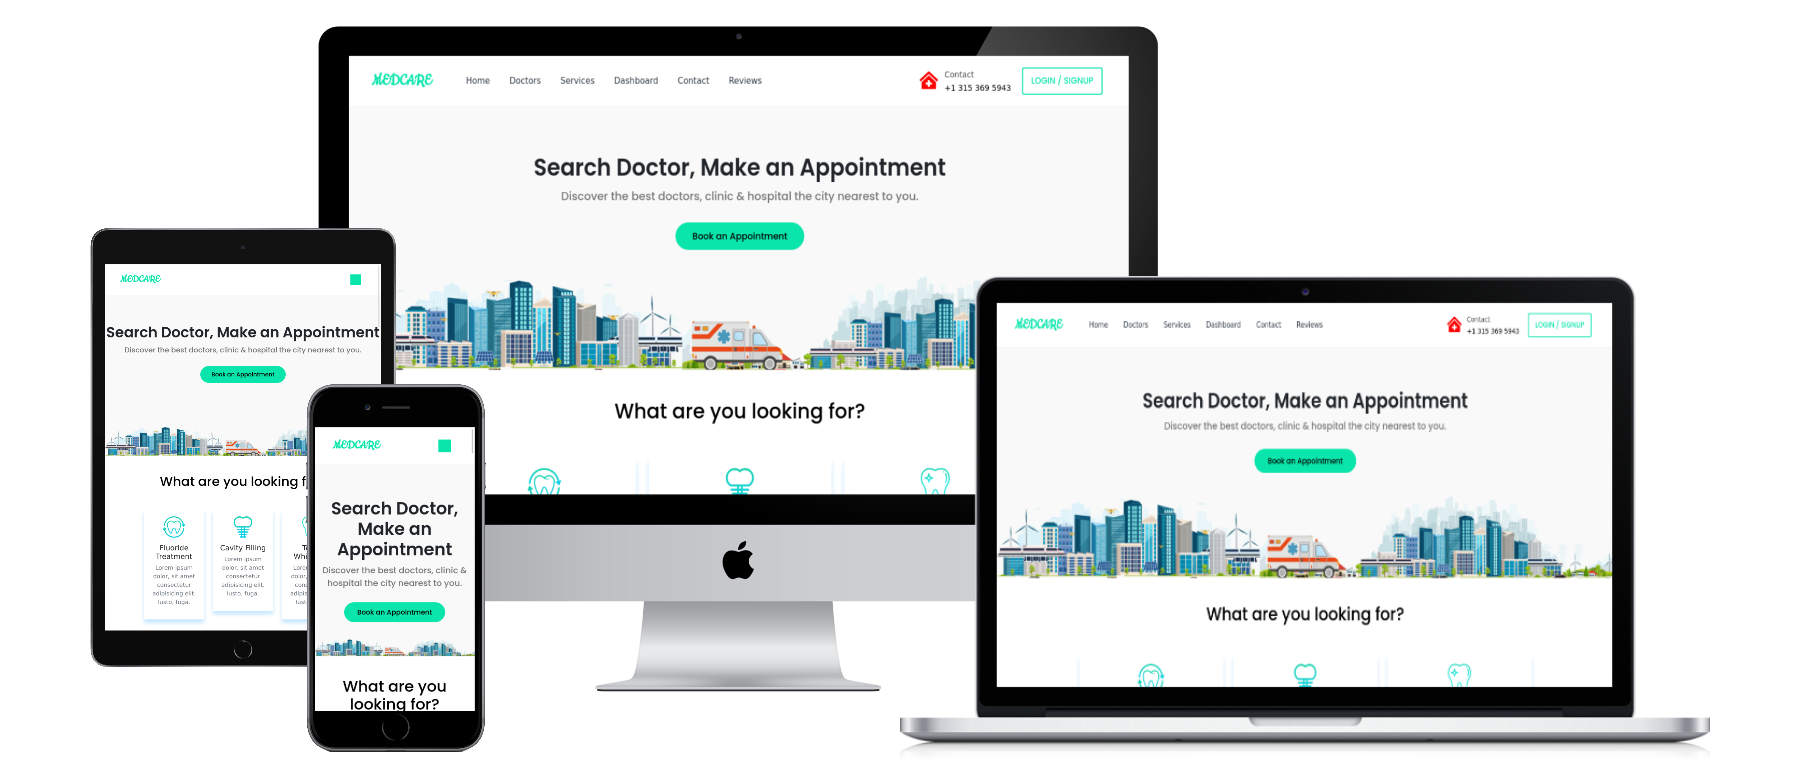 MEDCARE
Home Doctors Services Dashboard Contact Reviews
Contact
+1 315 369 5943
LOGIN / SIGNUP
Search Doctor, Make an Appointment
Discover the best doctors, clinic & hospital the city nearest to you.
Book an Appointment
What are you looking for?
MEDCARE
Search Doctor, Make an Appointment
Discover the best doctors, clinic & hospital the city nearest to you.
Book an Appointment
What are you looking f
Fluoride
Treatment
Lorem ipsum
dolor, sit amet
consectetur
adipisicing elit.
Iusto, fuga.
Cavity Filling
Lorem ipsum
dolor, sit amet
consectetur
adipisicing elit.
Iusto, fuga.
MEDCARE
Search Doctor,
Make an
Appointment
Discover the best doctors, clinic &
hospital the city nearest to you.
Book an Appointment
What are you
looking for?
MEDCARE
Home Doctors Services Dashboard Contact Reviews
Contact
+1 315 369 5943
LOGIN / SIGNUP
Search Doctor, Make an Appointment
Discover the best doctors, clinic & hospital the city nearest to you.
Book an Appointment
What are you looking for?